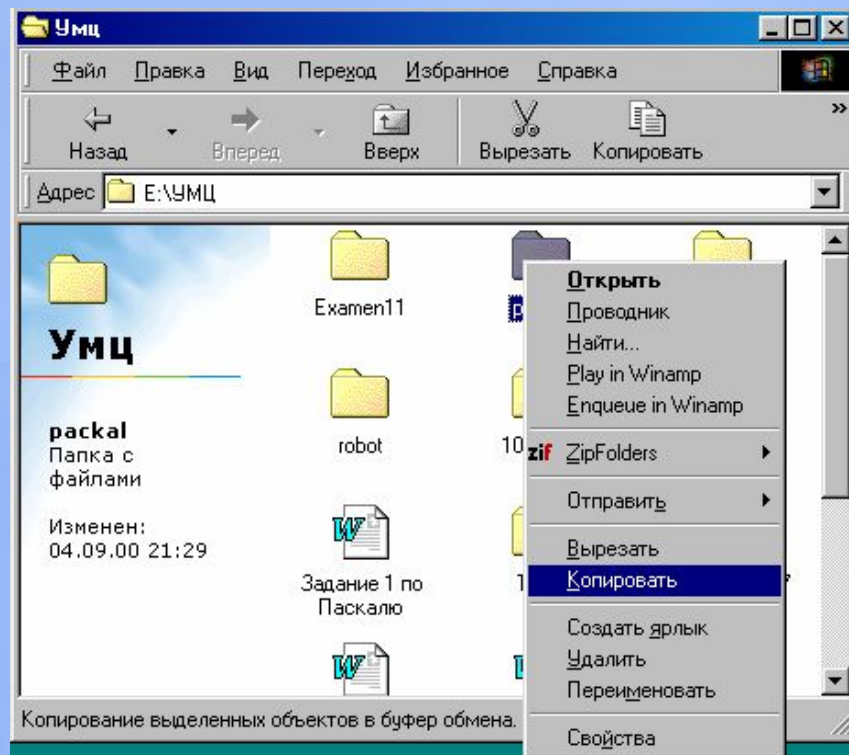 Умц
Файл Правка Вид Переход Избранное Справка
Назад Вперед Вверх Вырезать Копировать »
Адрес E:\УМЦ
Умц
packal
Папка с
файлами
Изменен:
04.09.00 21:29
Examen11
robot
10
Задание 1 по
Паскалю
Открыть
Проводник
Найти...
Play in Winamp
Enqueue in Winamp
zif ZipFolders
Отправить
Вырезать
Копировать
Создать ярлык
Удалить
Переименовать
Свойства
Копирование выделенных объектов в буфер обмена.